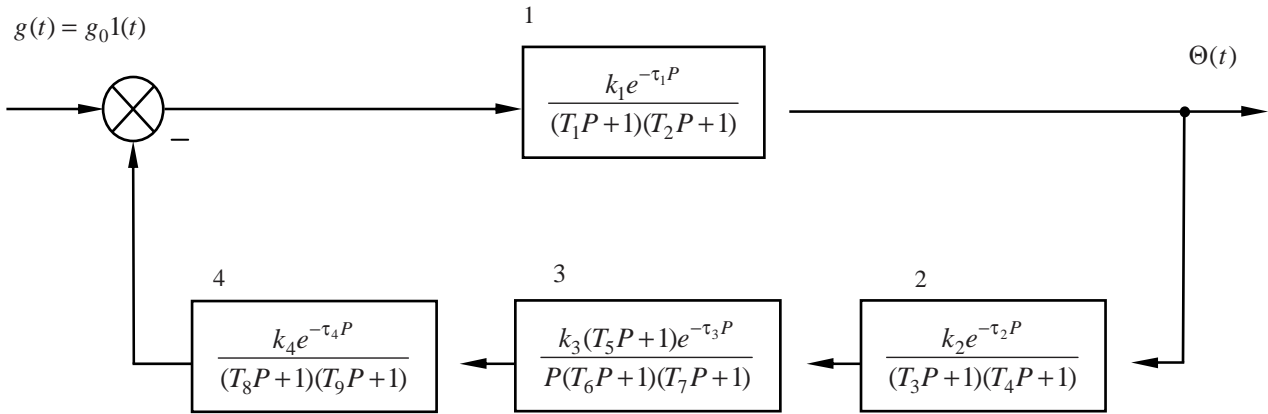 1
g(t) = g₀1(t)
Θ(t)
k₁e^{−τ₁P}
(T₁P+1)(T₂P+1)
−
4
3
2
k₄e^{−τ₄P}
(T₈P+1)(T₉P+1)
k₃(T₅P+1)e^{−τ₃P}
P(T₆P+1)(T₇P+1)
k₂e^{−τ₂P}
(T₃P+1)(T₄P+1)